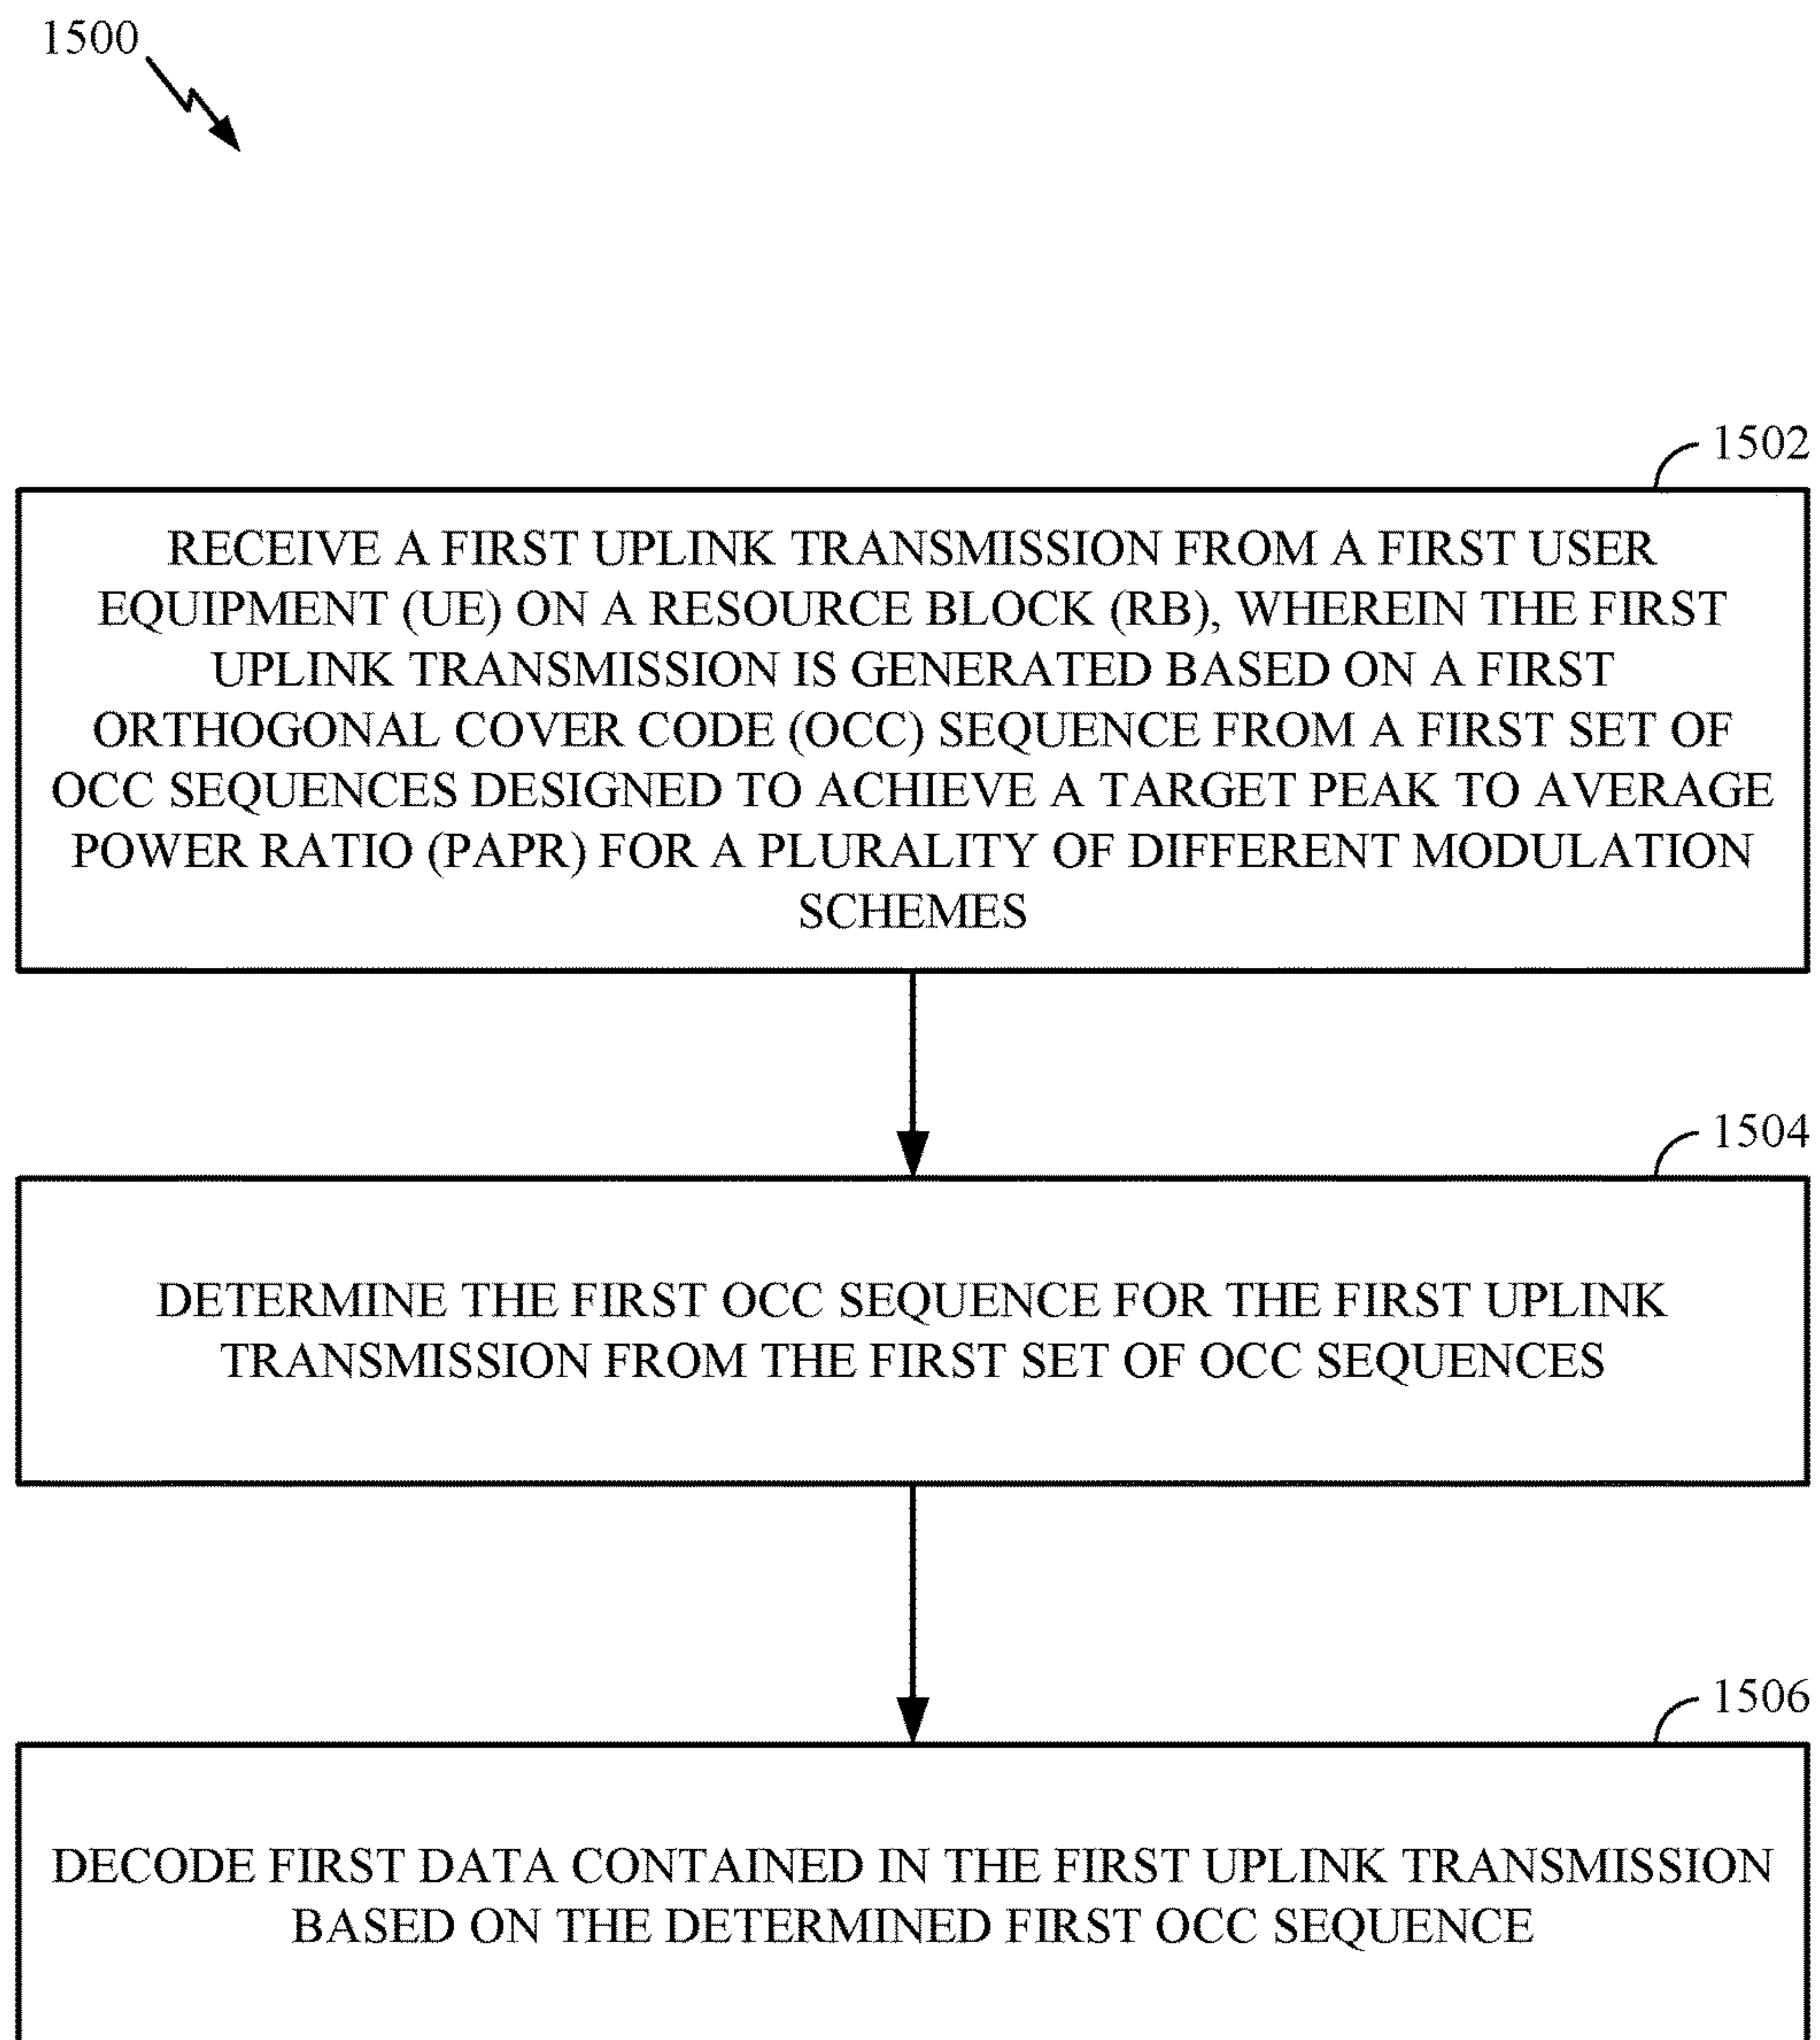 1500
1502
RECEIVE A FIRST UPLINK TRANSMISSION FROM A FIRST USER
EQUIPMENT (UE) ON A RESOURCE BLOCK (RB), WHEREIN THE FIRST
UPLINK TRANSMISSION IS GENERATED BASED ON A FIRST
ORTHOGONAL COVER CODE (OCC) SEQUENCE FROM A FIRST SET OF
OCC SEQUENCES DESIGNED TO ACHIEVE A TARGET PEAK TO AVERAGE
POWER RATIO (PAPR) FOR A PLURALITY OF DIFFERENT MODULATION
SCHEMES
1504
DETERMINE THE FIRST OCC SEQUENCE FOR THE FIRST UPLINK
TRANSMISSION FROM THE FIRST SET OF OCC SEQUENCES
1506
DECODE FIRST DATA CONTAINED IN THE FIRST UPLINK TRANSMISSION
BASED ON THE DETERMINED FIRST OCC SEQUENCE